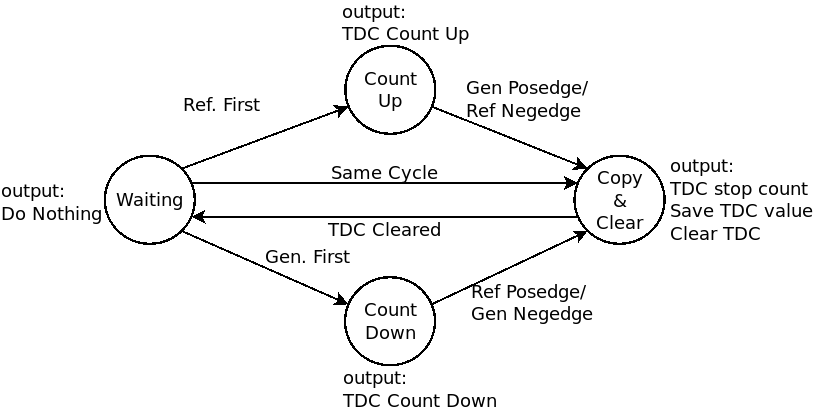 output:
TDC Count Up
Count
Up
Ref. First
Gen Posedge/
Ref Negedge
output:
Do Nothing
Waiting
Same Cycle
TDC Cleared
Copy
&
Clear
output:
TDC stop count
Save TDC value
Clear TDC
Gen. First
Count
Down
Ref Posedge/
Gen Negedge
output:
TDC Count Down